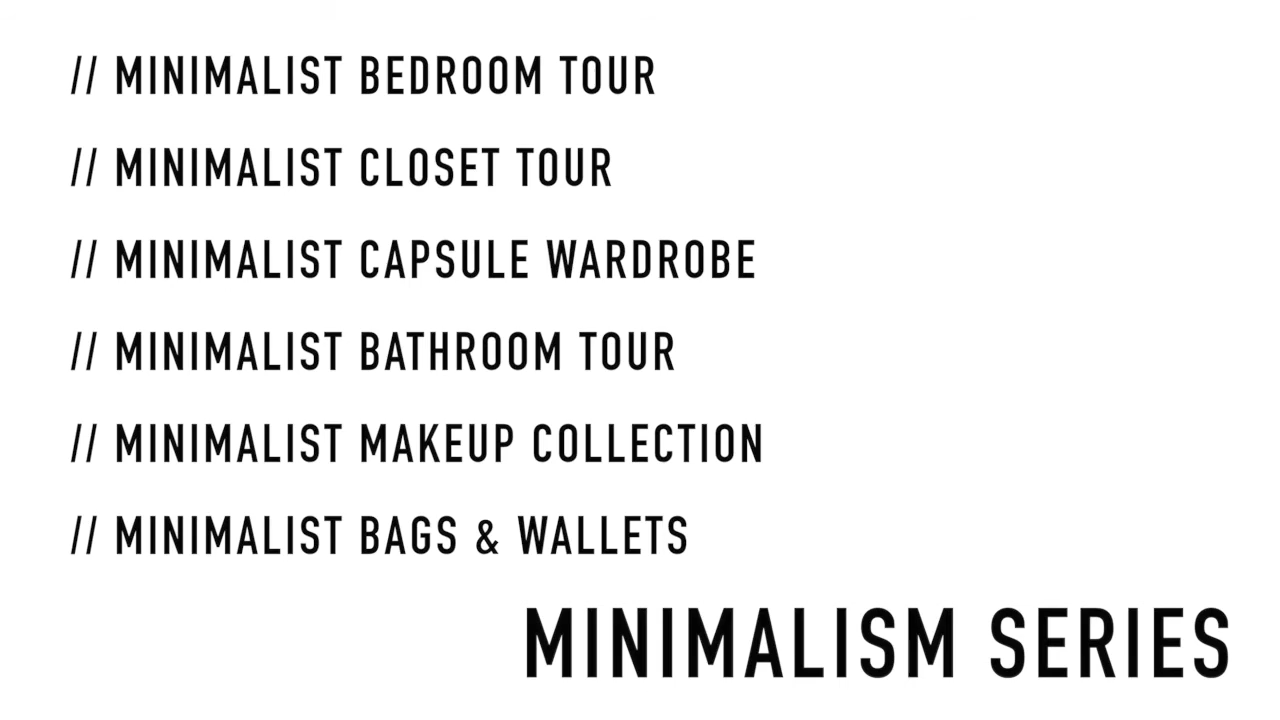 // MINIMALIST BEDROOM TOUR
// MINIMALIST CLOSET TOUR
// MINIMALIST CAPSULE WARDROBE
// MINIMALIST BATHROOM TOUR
// MINIMALIST MAKEUP COLLECTION
// MINIMALIST BAGS & WALLETS
MINIMALISM SERIES